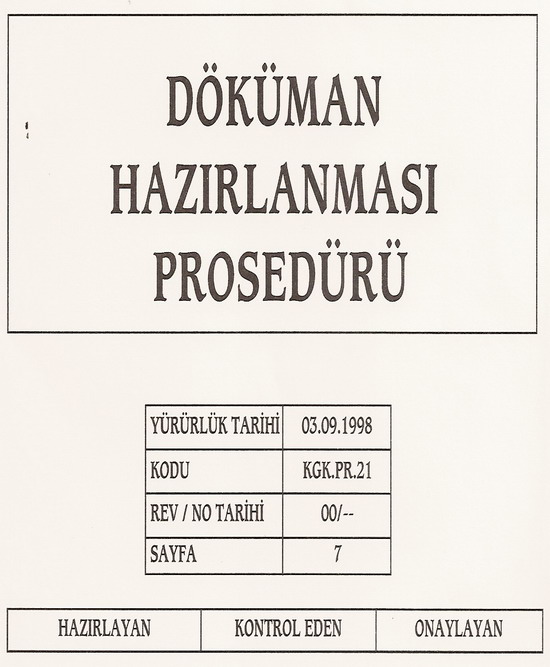 DÖKÜMAN
HAZIRLANMASI
PROSEDÜRÜ
YÜRÜRLÜK TARİHİ 03.09.1998
KODU KGK.PR.21
REV / NO TARİHİ 00/--
SAYFA 7
HAZIRLAYAN KONTROL EDEN ONAYLAYAN